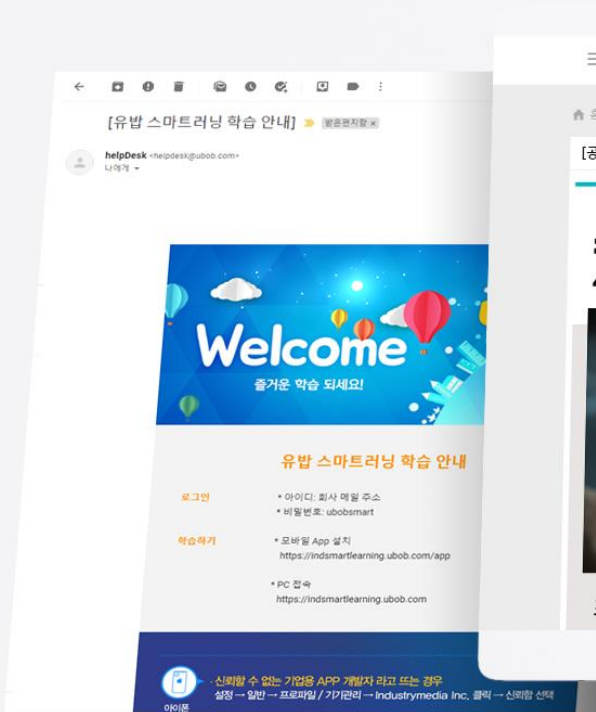 [유밥 스마트러닝 학습 안내]
받은편지함 ×
helpDesk <helpdesk@ubob.com>
나에게
Welcome
즐거운 학습 되세요!
유밥 스마트러닝 학습 안내
로그인
* 아이디: 회사 메일 주소
* 비밀번호: ubobsmart
학습하기
* 모바일 App 설치
https://indsmartlearning.ubob.com/app
* PC 접속
https://indsmartlearning.ubob.com
· 신뢰할 수 없는 기업용 APP 개발자 라고 뜨는 경우
설정 → 일반 → 프로파일 / 기기관리 → Industrymedia Inc, 클릭 → 신뢰함 선택
아이폰
[공